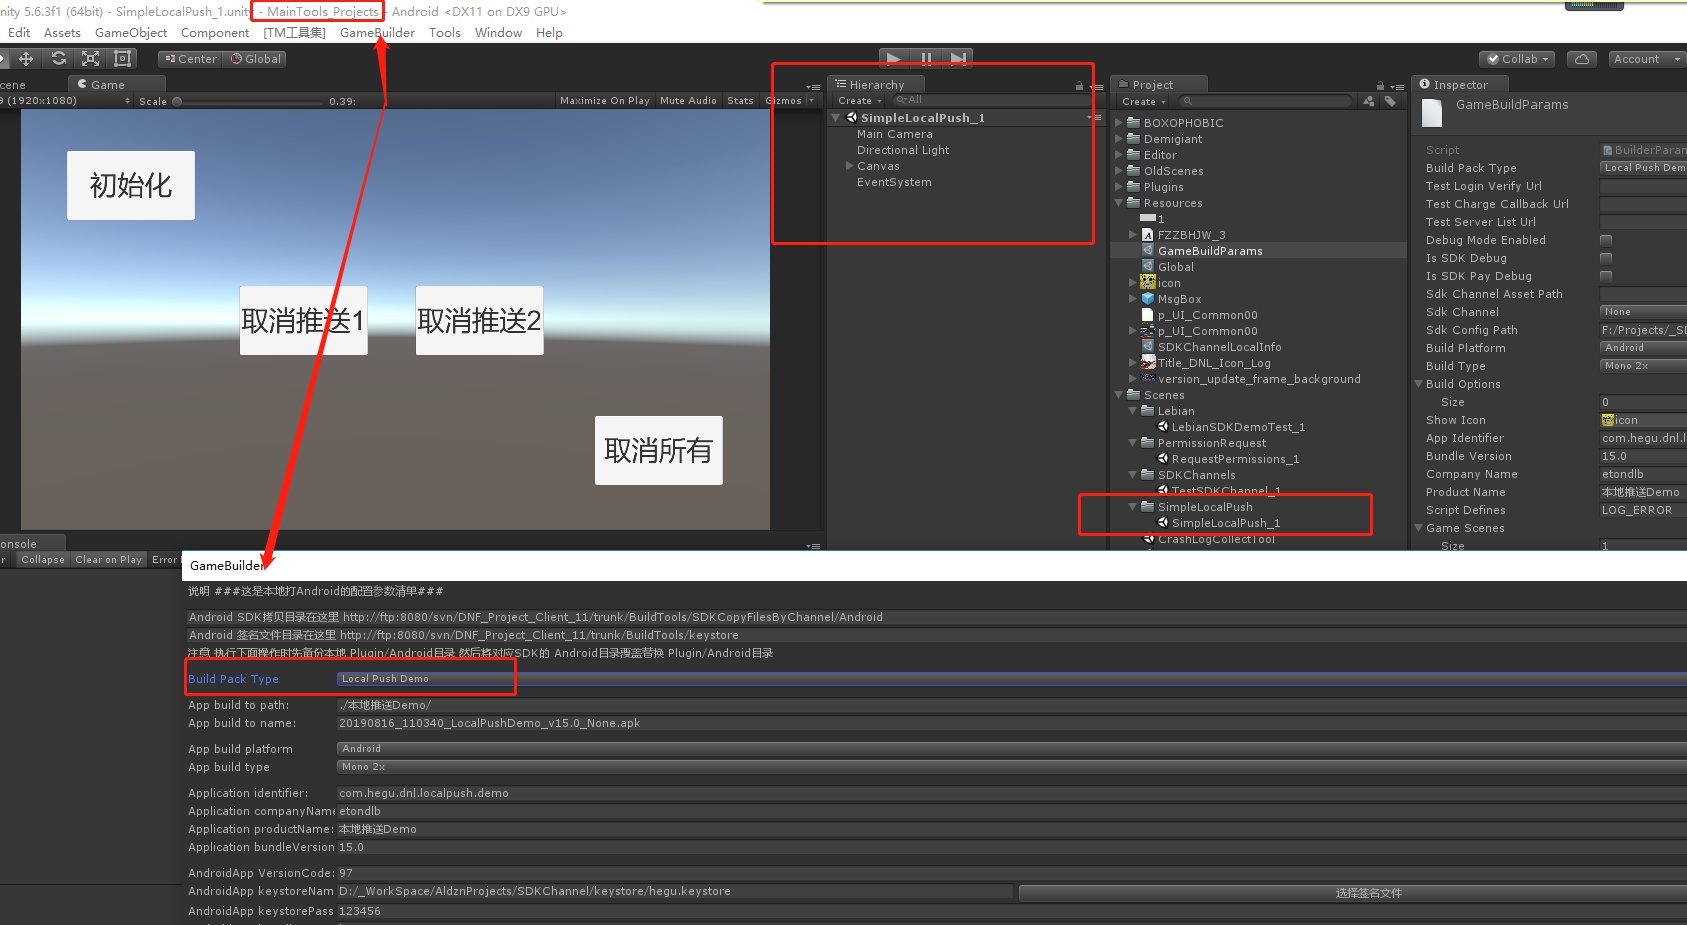 nity 5.6.3f1 (64bit) - SimpleLocalPush_1.unity - MainTools_Projects - Android <DX11 on DX9 GPU>
Edit Assets GameObject Component [TM工具集] GameBuilder Tools Window Help
Center Global
Collab Account
cene Game
9 (1920x1080) Scale 0.39: Maximize On Play Mute Audio Stats Gizmos
初始化
取消推送1 取消推送2
取消所有
Hierarchy
Create All
SimpleLocalPush_1
Main Camera
Directional Light
Canvas
EventSystem
Project
Create
BOXOPHOBIC
Demigiant
Editor
OldScenes
Plugins
Resources
1
FZZBHJW_3
GameBuildParams
Global
icon
MsgBox
p_UI_Common00
p_UI_Common00
SDKChannelLocalInfo
Title_DNL_Icon_Log
version_update_frame_background
Scenes
Lebian
LebianSDKDemoTest_1
PermissionRequest
RequestPermissions_1
SDKChannels
TestSDKChannel_1
SimpleLocalPush
SimpleLocalPush_1
CrashLogCollectTool
Inspector
GameBuildParams
Script BuilderParam
Build Pack Type Local Push Dem
Test Login Verify Url
Test Charge Callback Url
Test Server List Url
Debug Mode Enabled
Is SDK Debug
Is SDK Pay Debug
Sdk Channel Asset Path
Sdk Channel None
Sdk Config Path F:/Projects/_SD
Build Platform Android
Build Type Mono 2x
Build Options
Size 0
Show Icon icon
App Identifier com.hegu.dnl.l
Bundle Version 15.0
Company Name etondlb
Product Name 本地推送Demo
Script Defines LOG_ERROR
Game Scenes
Size 1
onsole
r Collapse Clear on Play Error
GameBuilder
说明 ###这是本地打Android的配置参数清单###
Android SDK拷贝目录在这里 http://ftp:8080/svn/DNF_Project_Client_11/trunk/BuildTools/SDKCopyFilesByChannel/Android
Android 签名文件目录在这里 http://ftp:8080/svn/DNF_Project_Client_11/trunk/BuildTools/keystore
注意 执行下面操作时先备份本地 Plugin/Android目录 然后将对应SDK的 Android目录覆盖替换 Plugin/Android目录
Build Pack Type Local Push Demo
App build to path: ./本地推送Demo/
App build to name: 20190816_110340_LocalPushDemo_v15.0_None.apk
App build platform Android
App build type Mono 2x
Application identifier: com.hegu.dnl.localpush.demo
Application companyName etondlb
Application productName: 本地推送Demo
Application bundleVersion 15.0
AndroidApp VersionCode: 97
AndroidApp keystoreNam D:/_WorkSpace/AldznProjects/SDKChannel/keystore/hegu.keystore 选择签名文件
AndroidApp keystorePass 123456